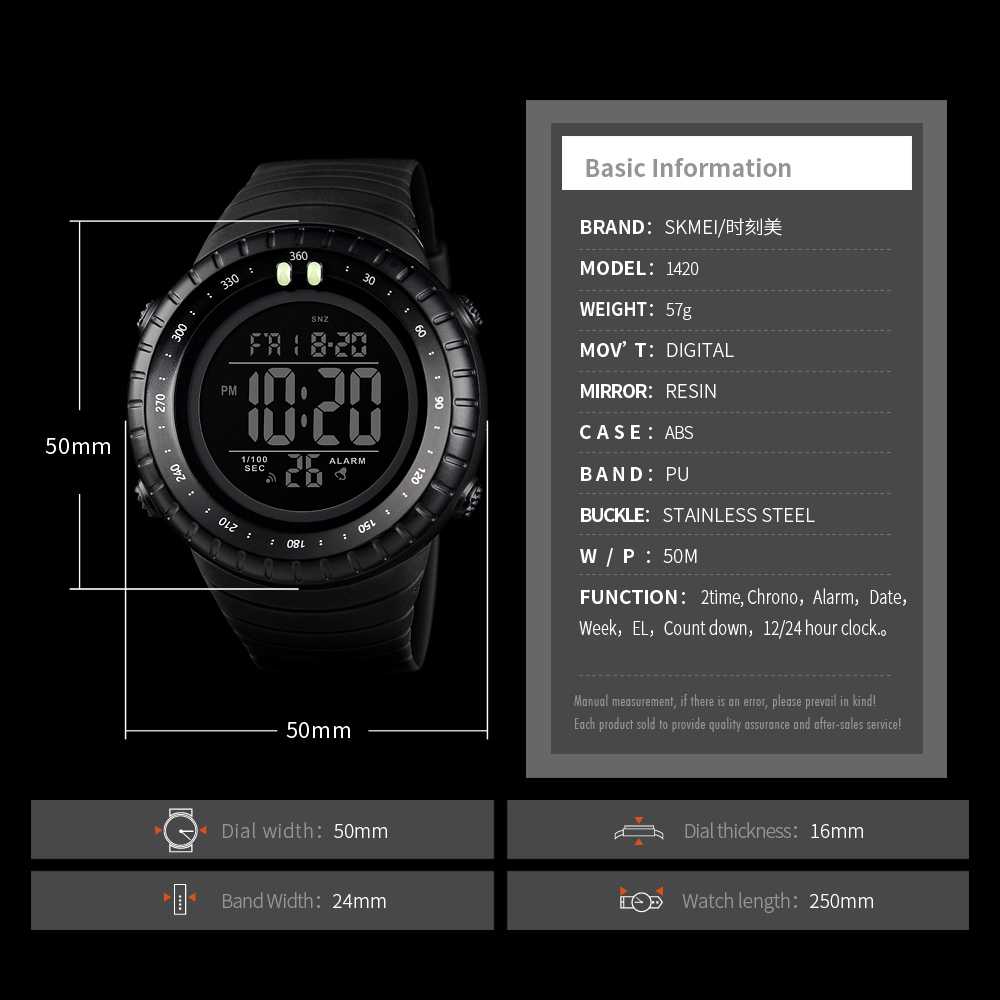 360
330
30
300
60
270
90
240
120
210
150
180
SNZ
FRI 8-20
PM 10:20
1/100
SEC
26
ALARM
50mm
50mm
Basic Information
BRAND： SKMEI/时刻美
MODEL： 1420
WEIGHT： 57g
MOV’ T： DIGITAL
MIRROR： RESIN
CASE： ABS
BAND： PU
BUCKLE： STAINLESS STEEL
W / P ： 50M
FUNCTION： 2time, Chrono，Alarm，Date，
Week，EL，Count down，12/24 hour clock.。
Manual measurement, if there is an error, please prevail in kind!
Each product sold to provide quality assurance and after-sales service!
Dial width： 50mm
Dial thickness： 16mm
Band Width： 24mm
Watch length： 250mm